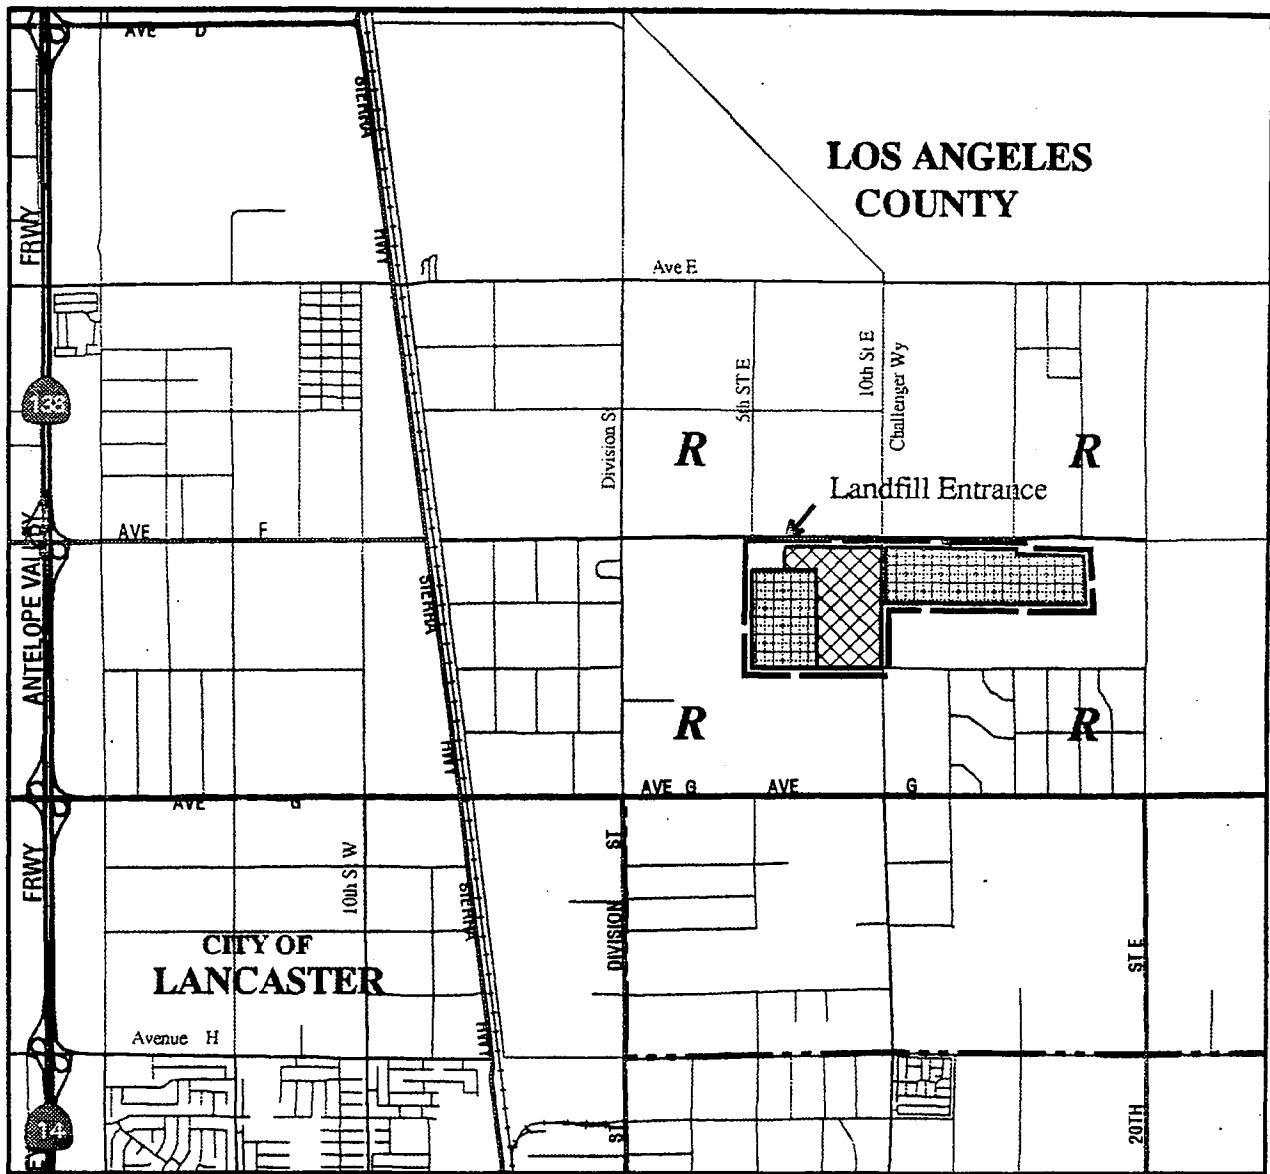 AVE D
SIERRA
LOS ANGELES
COUNTY
FRWY
HWY
Ave E
138
5th ST E
10th St E
Challenger Wy
Division St
R
R
Landfill Entrance
AVE F
ANTELOPE VALLEY
SIERRA
R
R
HWY
AVE G
AVE G
AVE G
FRWY
10th St W
SIERRA
DIVISION ST
CITY OF
LANCASTER
ST E
Avenue H
HWY
14
ST
20TH